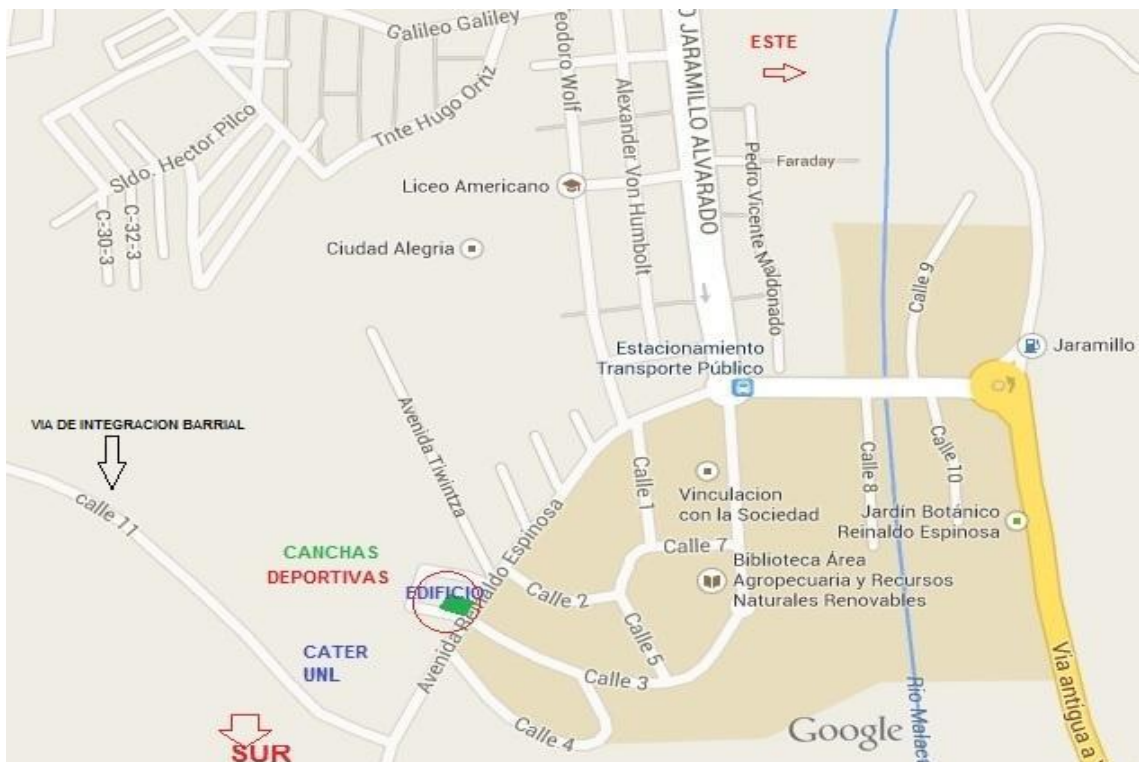 Galileo Galiley
Teodoro Wolf
O JARAMILLO ALVARADO
ESTE
Tnte Hugo Ortiz
Alexander Von Humbolt
Sldo. Hector Pilco
Pedro Vicente Maldonado
Faraday
Liceo Americano
C-30-3
C-32-3
Ciudad Alegria
Calle 9
Estacionamiento
Transporte Público
Jaramillo
VIA DE INTEGRACION BARRIAL
Avenida Tiwintza
Calle 1
Calle 8
Calle 10
calle 11
Vinculacion
con la Sociedad
Jardín Botánico
Reinaldo Espinosa
Avenida Reinaldo Espinosa
CANCHAS
DEPORTIVAS
EDIFICIO
Calle 7
Calle 2
Biblioteca Área
Agropecuaria y Recursos
Naturales Renovables
Calle 5
CATER
UNL
Calle 3
Calle 4
Rio Malac
Via antigua a
Google
SUR